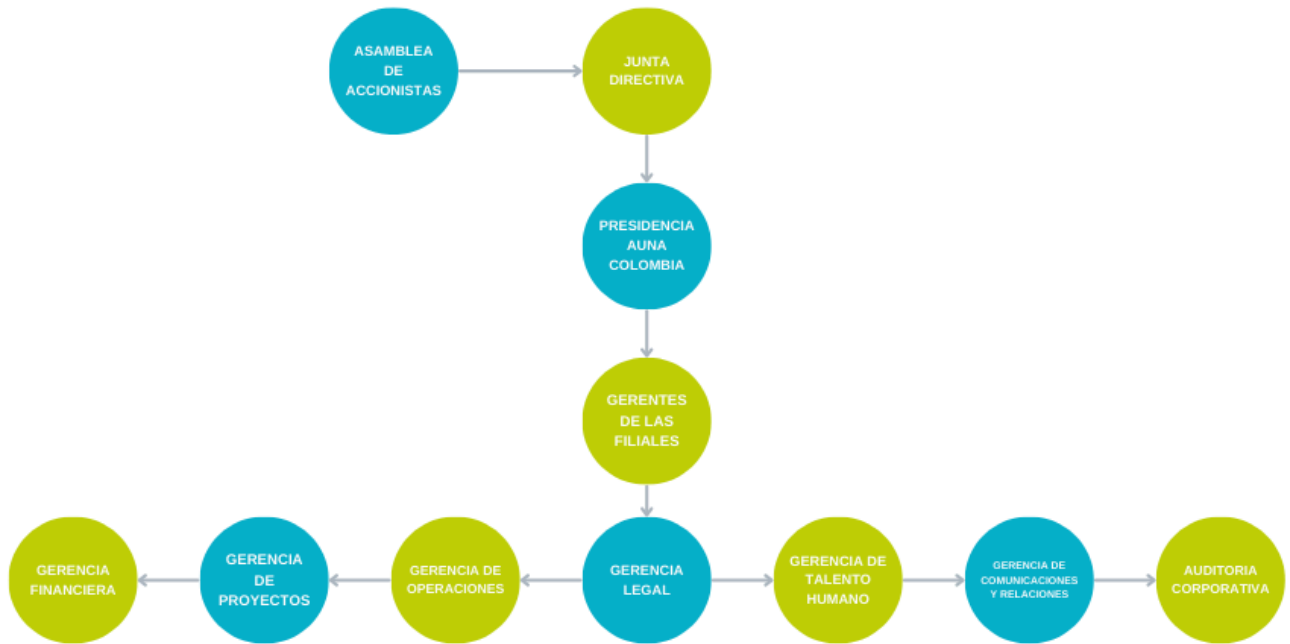 ASAMBLEA
DE
ACCIONISTAS
JUNTA
DIRECTIVA
PRESIDENCIA
AUNA
COLOMBIA
GERENTES
DE LAS
FILIALES
GERENCIA
FINANCIERA
GERENCIA
DE
PROYECTOS
GERENCIA DE
OPERACIONES
GERENCIA
LEGAL
GERENCIA DE
TALENTO
HUMANO
GERENCIA DE
COMUNICACIONES
Y RELACIONES
AUDITORIA
CORPORATIVA